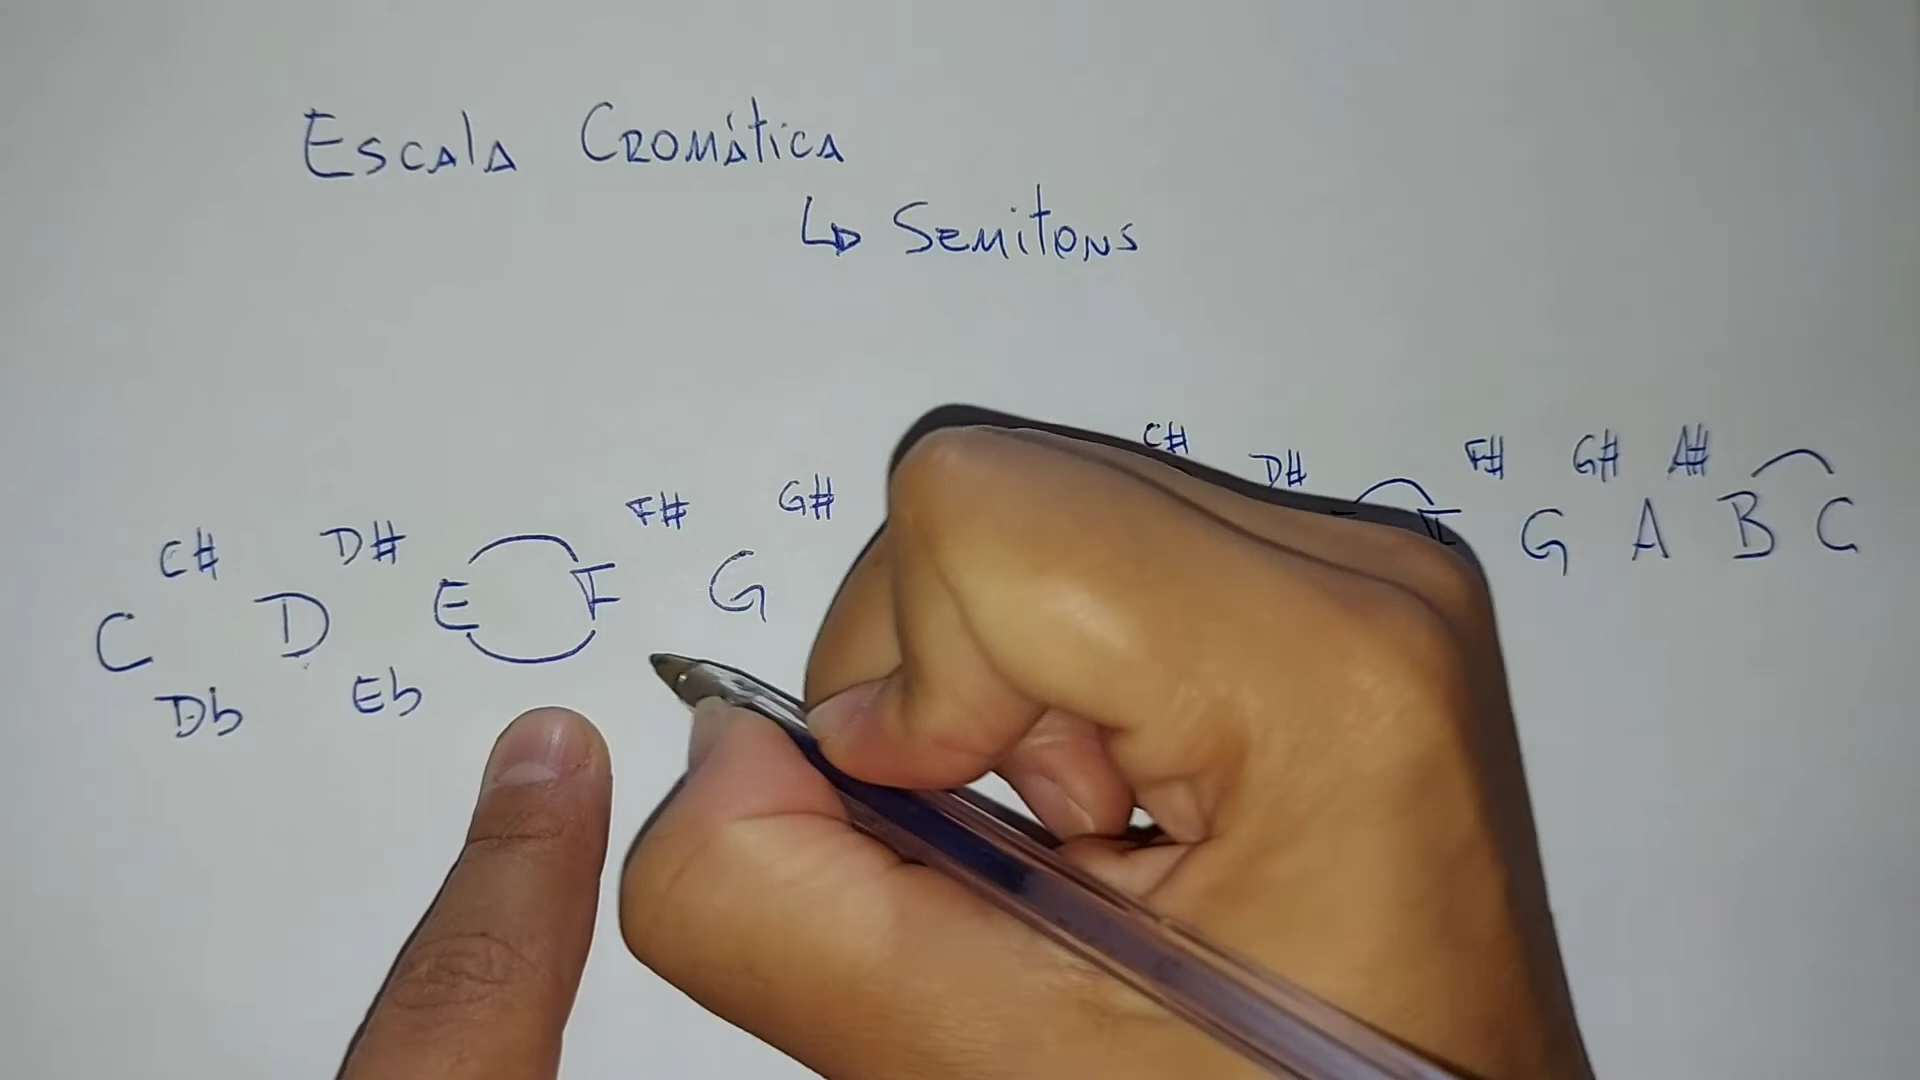 Escala Cromática
↳ Semitons
C# D# F# G# C# D# F# G# A#
C D E F G F G A B C
Db Eb